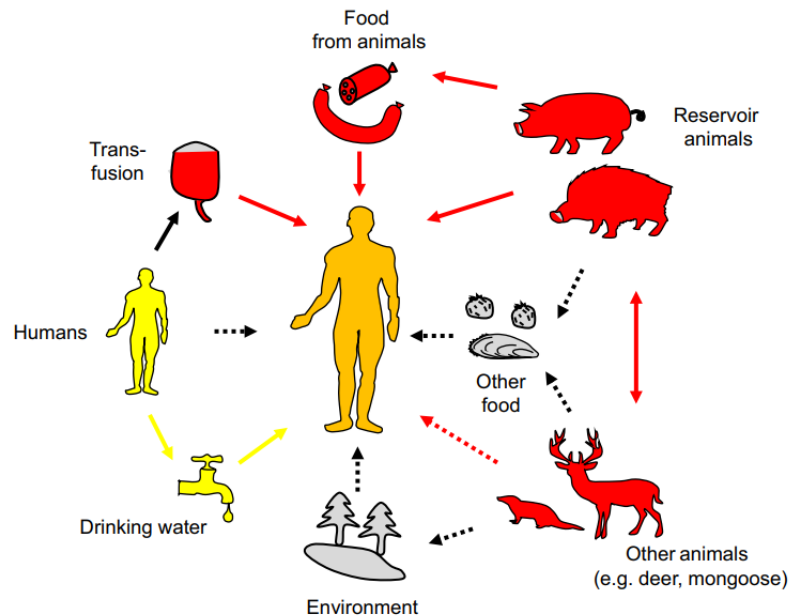 Food
from animals
Reservoir
animals
Trans-
fusion
Humans
Other
food
Drinking water
Other animals
(e.g. deer, mongoose)
Environment